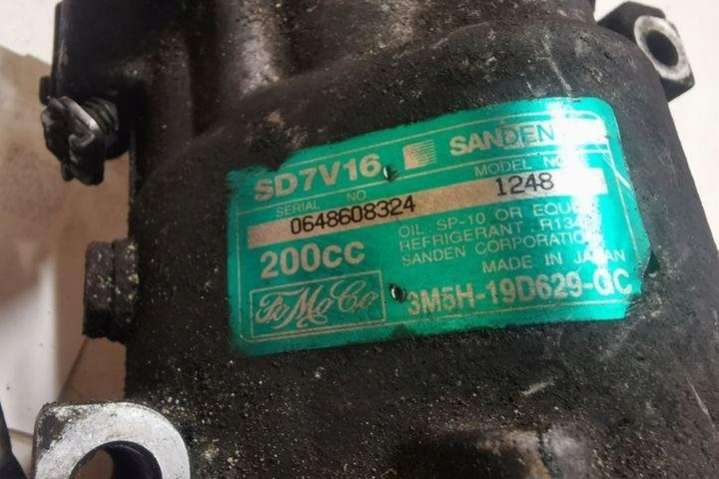 SD7V16 SANDEN
SERIAL NO MODEL NO
0648608324 1248
200CC OIL SP-10 OR EQU
REFRIGERANT R134
SANDEN CORPORATION
MADE IN JAPAN
FoMoCo 3M5H-19D629-GC